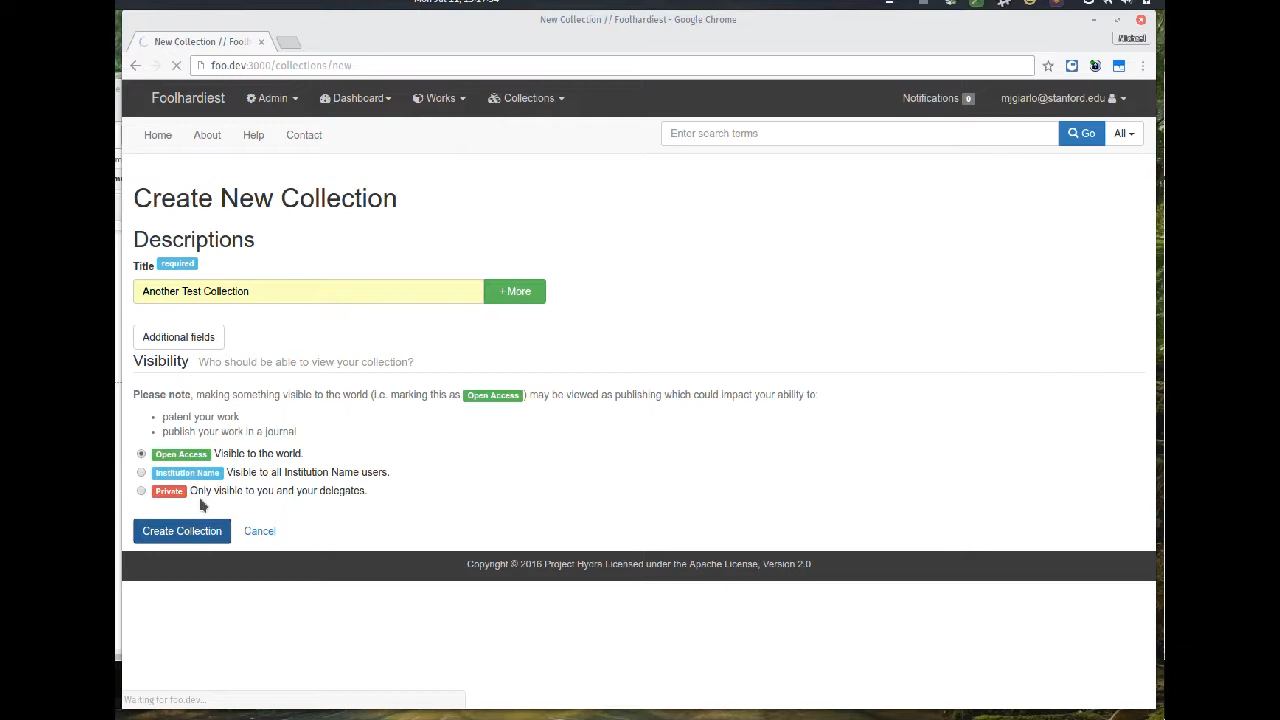 New Collection // Foolhardiest - Google Chrome
New Collection // Fooll
Michael
foo.dev:3000/collections/new
Foolhardiest Admin Dashboard Works Collections Notifications 0 mjgiarlo@stanford.edu
Home About Help Contact Enter search terms Go All
Create New Collection
Descriptions
Title required
Another Test Collection +More
Additional fields
Visibility Who should be able to view your collection?
Please note, making something visible to the world (i.e. marking this as Open Access) may be viewed as publishing which could impact your ability to:
patent your work
publish your work in a journal
Open Access Visible to the world.
Institution Name Visible to all Institution Name users.
Private Only visible to you and your delegates.
Create Collection Cancel
Copyright © 2016 Project Hydra Licensed under the Apache License, Version 2.0
Waiting for foo.dev...